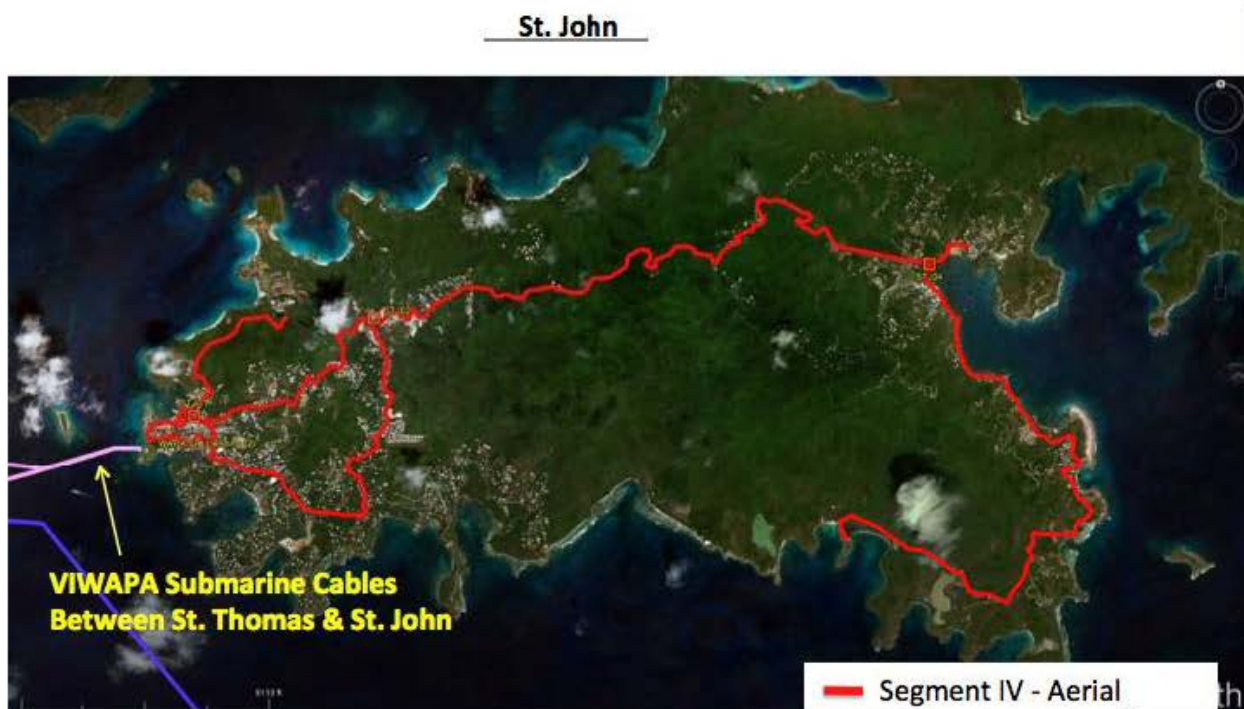 St. John
VIWAPA Submarine Cables
Between St. Thomas & St. John
Segment IV - Aerial